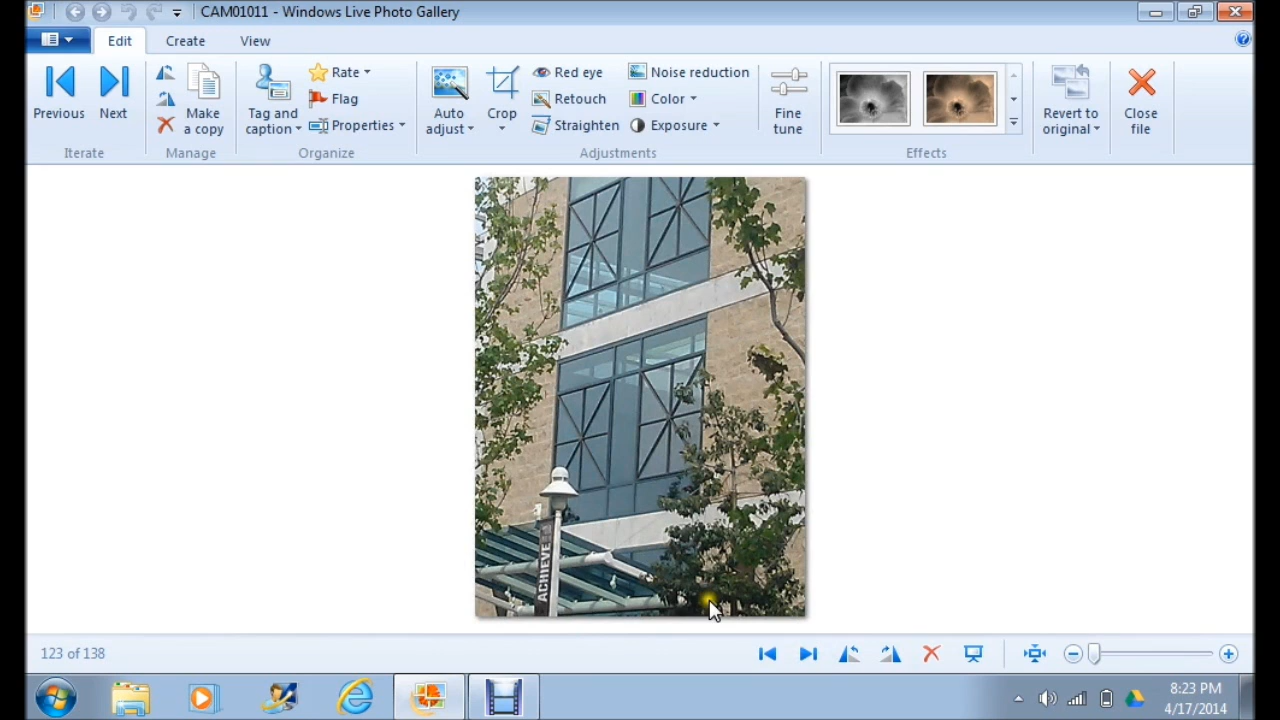 CAM01011 - Windows Live Photo Gallery
Edit
Create
View
Previous
Next
Iterate
Make a copy
Manage
Tag and caption
Rate
Flag
Properties
Organize
Auto adjust
Crop
Red eye
Retouch
Straighten
Noise reduction
Color
Exposure
Adjustments
Fine tune
Effects
Revert to original
Close file
ACHIEVE
123 of 138
8:23 PM
4/17/2014